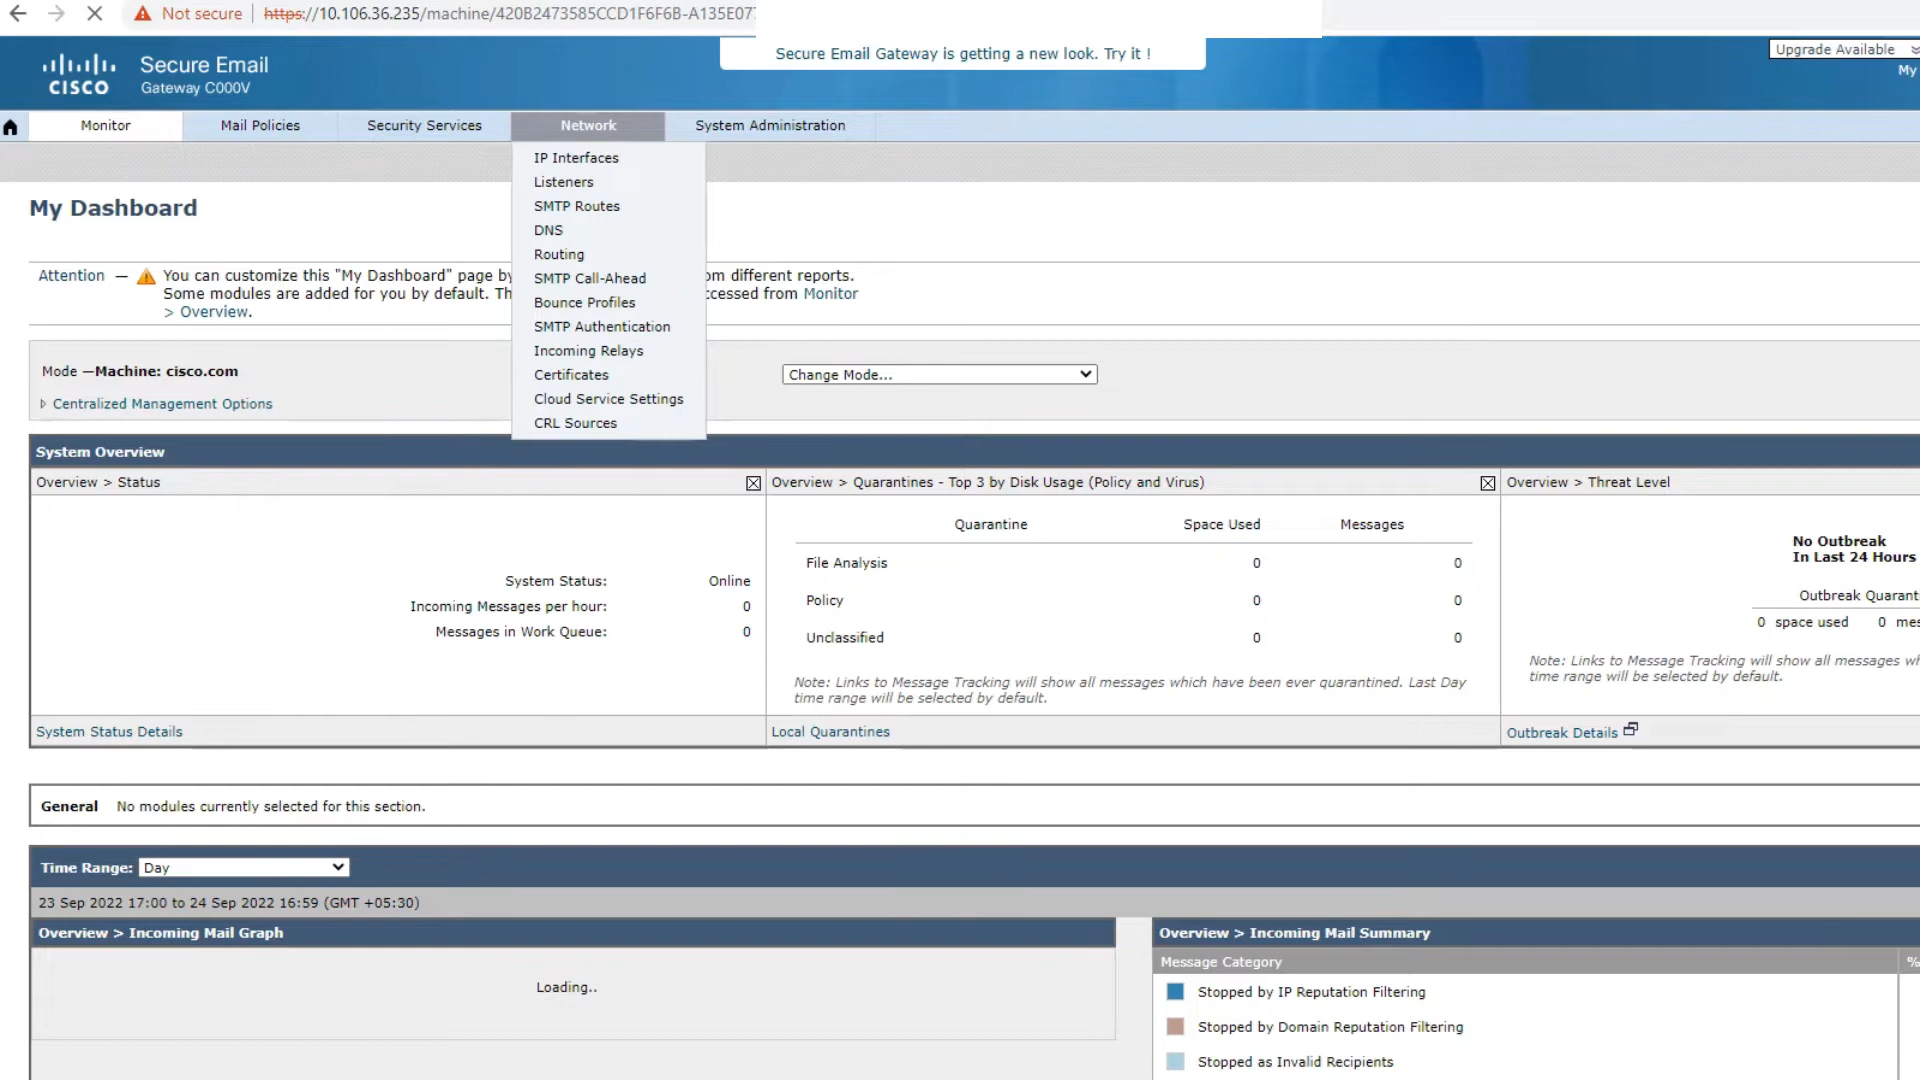 Not secure | https://10.106.36.235/machine/420B2473585CCD1F6F6B-A135E07
Secure Email Gateway is getting a new look. Try it !
Upgrade Available
My
CISCO
Secure Email
Gateway C000V
Monitor
Mail Policies
Security Services
Network
System Administration
IP Interfaces
Listeners
SMTP Routes
DNS
Routing
SMTP Call-Ahead
Bounce Profiles
SMTP Authentication
Incoming Relays
Certificates
Cloud Service Settings
CRL Sources
My Dashboard
Attention — You can customize this "My Dashboard" page by om different reports.
Some modules are added for you by default. Th ccessed from Monitor
> Overview.
Mode —Machine: cisco.com
Change Mode...
Centralized Management Options
System Overview
Overview > Status
System Status: Online
Incoming Messages per hour: 0
Messages in Work Queue: 0
System Status Details
Overview > Quarantines - Top 3 by Disk Usage (Policy and Virus)
Quarantine Space Used Messages
File Analysis 0 0
Policy 0 0
Unclassified 0 0
Note: Links to Message Tracking will show all messages which have been ever quarantined. Last Day
time range will be selected by default.
Local Quarantines
Overview > Threat Level
No Outbreak
In Last 24 Hours
Outbreak Quaranti
0 space used 0 mes
Note: Links to Message Tracking will show all messages wh
time range will be selected by default.
Outbreak Details
General No modules currently selected for this section.
Time Range: Day
23 Sep 2022 17:00 to 24 Sep 2022 16:59 (GMT +05:30)
Overview > Incoming Mail Graph
Loading..
Overview > Incoming Mail Summary
Message Category %
Stopped by IP Reputation Filtering
Stopped by Domain Reputation Filtering
Stopped as Invalid Recipients